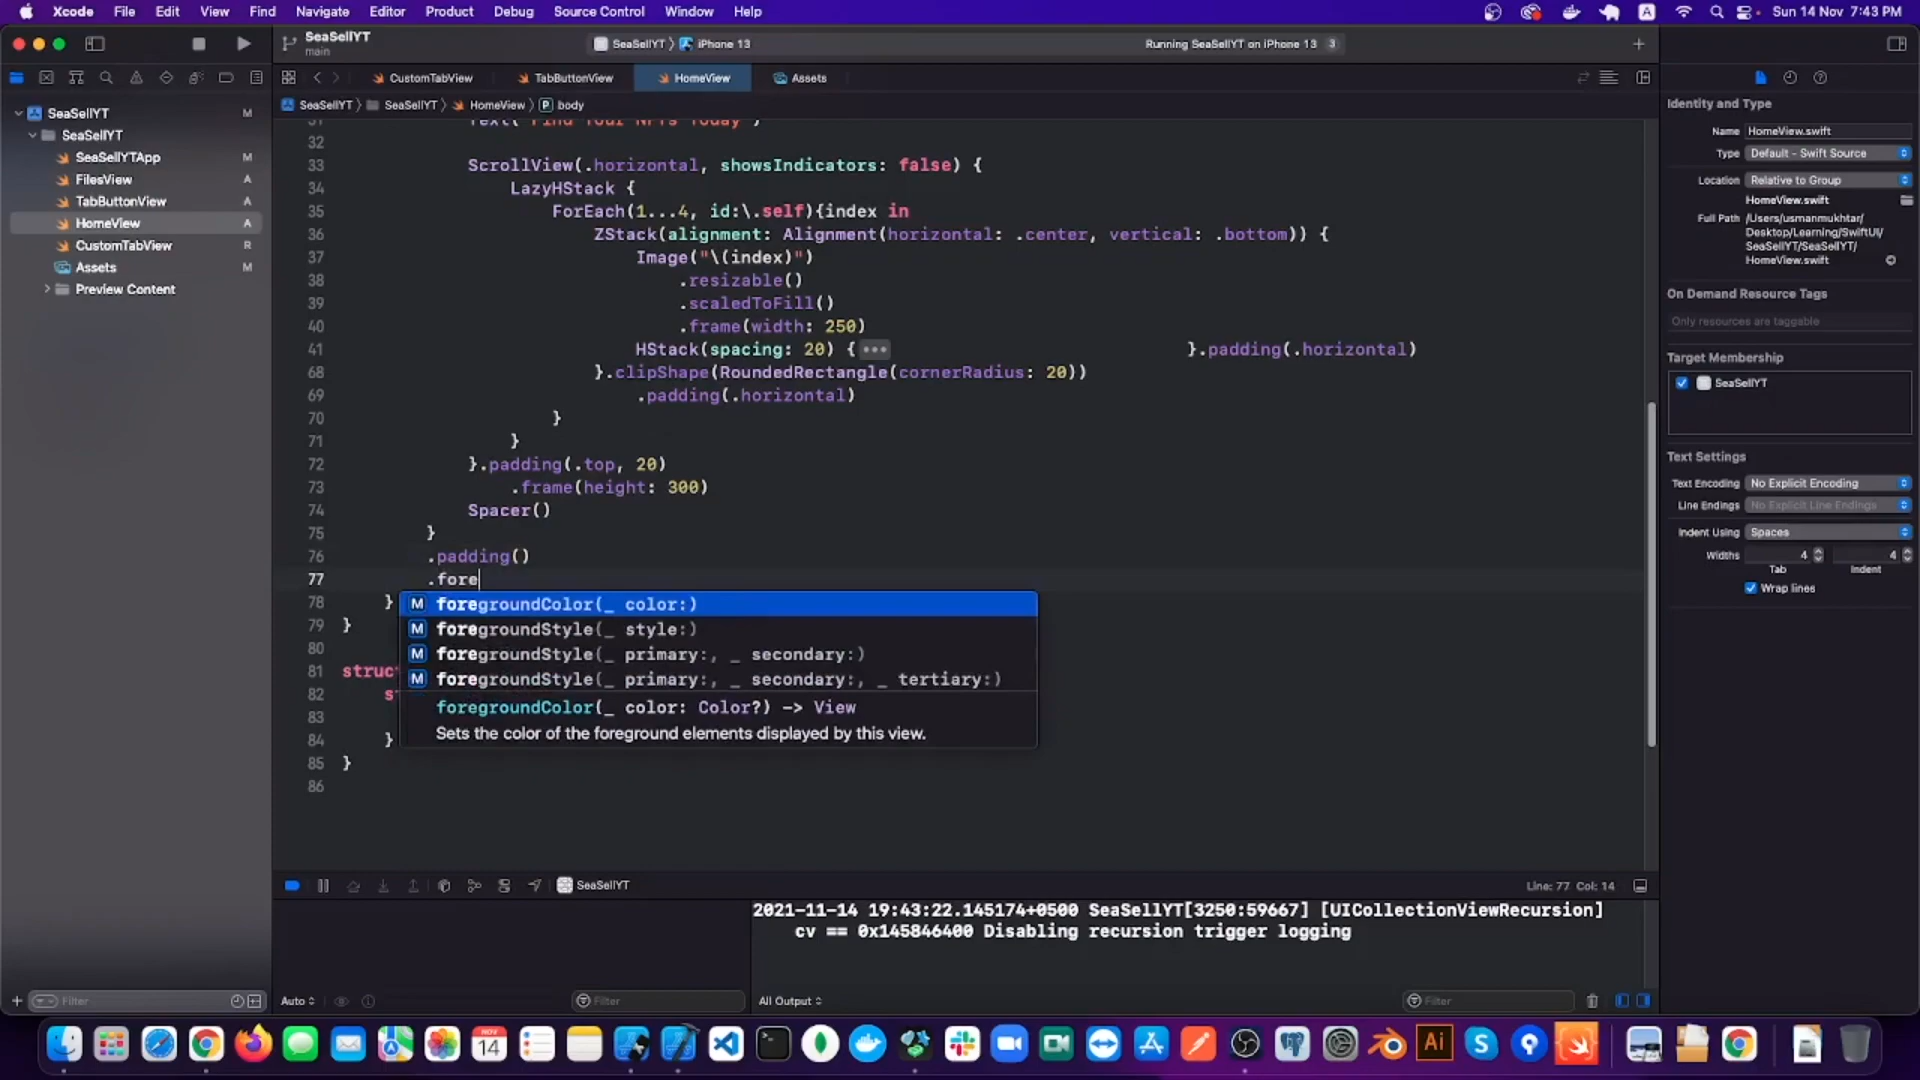 Xcode File Edit View Find Navigate Editor Product Debug Source Control Window Help
A Sun 14 Nov 7:43 PM
SeaSellYT
main
SeaSellYT 〉 iPhone 13
Running SeaSellYT on iPhone 13 3
CustomTabView
TabButtonView
HomeView
Assets
SeaSellYT 〉 SeaSellYT 〉 HomeView 〉 P body
SeaSellYT M
SeaSellYT
SeaSellYTApp M
FilesView A
TabButtonView A
HomeView A
CustomTabView R
Assets M
Preview Content
31 Text("Find Your NFTs Today")
32
33 ScrollView(.horizontal, showsIndicators: false) {
34 LazyHStack {
35 ForEach(1...4, id:\.self){index in
36 ZStack(alignment: Alignment(horizontal: .center, vertical: .bottom)) {
37 Image("\(index)")
38 .resizable()
39 .scaledToFill()
40 .frame(width: 250)
41 HStack(spacing: 20) {••• }.padding(.horizontal)
68 }.clipShape(RoundedRectangle(cornerRadius: 20))
69 .padding(.horizontal)
70 }
71 }
72 }.padding(.top, 20)
73 .frame(height: 300)
74 Spacer()
75 }
76 .padding()
77 .fore
78 }
79 }
80
81 struc
82 s
83
84 }
85 }
86
M foregroundColor(_ color:)
M foregroundStyle(_ style:)
M foregroundStyle(_ primary:, _ secondary:)
M foregroundStyle(_ primary:, _ secondary:, _ tertiary:)
foregroundColor(_ color: Color?) -> View
Sets the color of the foreground elements displayed by this view.
SeaSellYT
Line: 77 Col: 14
2021-11-14 19:43:22.145174+0500 SeaSellYT[3250:59667] [UICollectionViewRecursion]
cv == 0x145846400 Disabling recursion trigger logging
Filter
Auto
Filter
All Output
Filter
Identity and Type
Name HomeView.swift
Type Default - Swift Source
Location Relative to Group
HomeView.swift
Full Path /Users/usmanmukhtar/
Desktop/Learning/SwiftUI/
SeaSellYT/SeaSellYT/
HomeView.swift
On Demand Resource Tags
Only resources are taggable
Target Membership
SeaSellYT
Text Settings
Text Encoding No Explicit Encoding
Line Endings No Explicit Line Endings
Indent Using Spaces
Widths 4 4
Tab Indent
Wrap lines
NOV
14
Ai